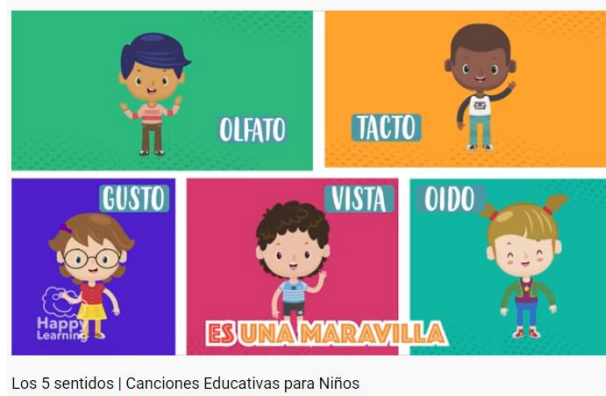 OLFATO
TACTO
GUSTO
VISTA
OIDO
Happy
Learning
ES UNA MARAVILLA
Los 5 sentidos | Canciones Educativas para Niños